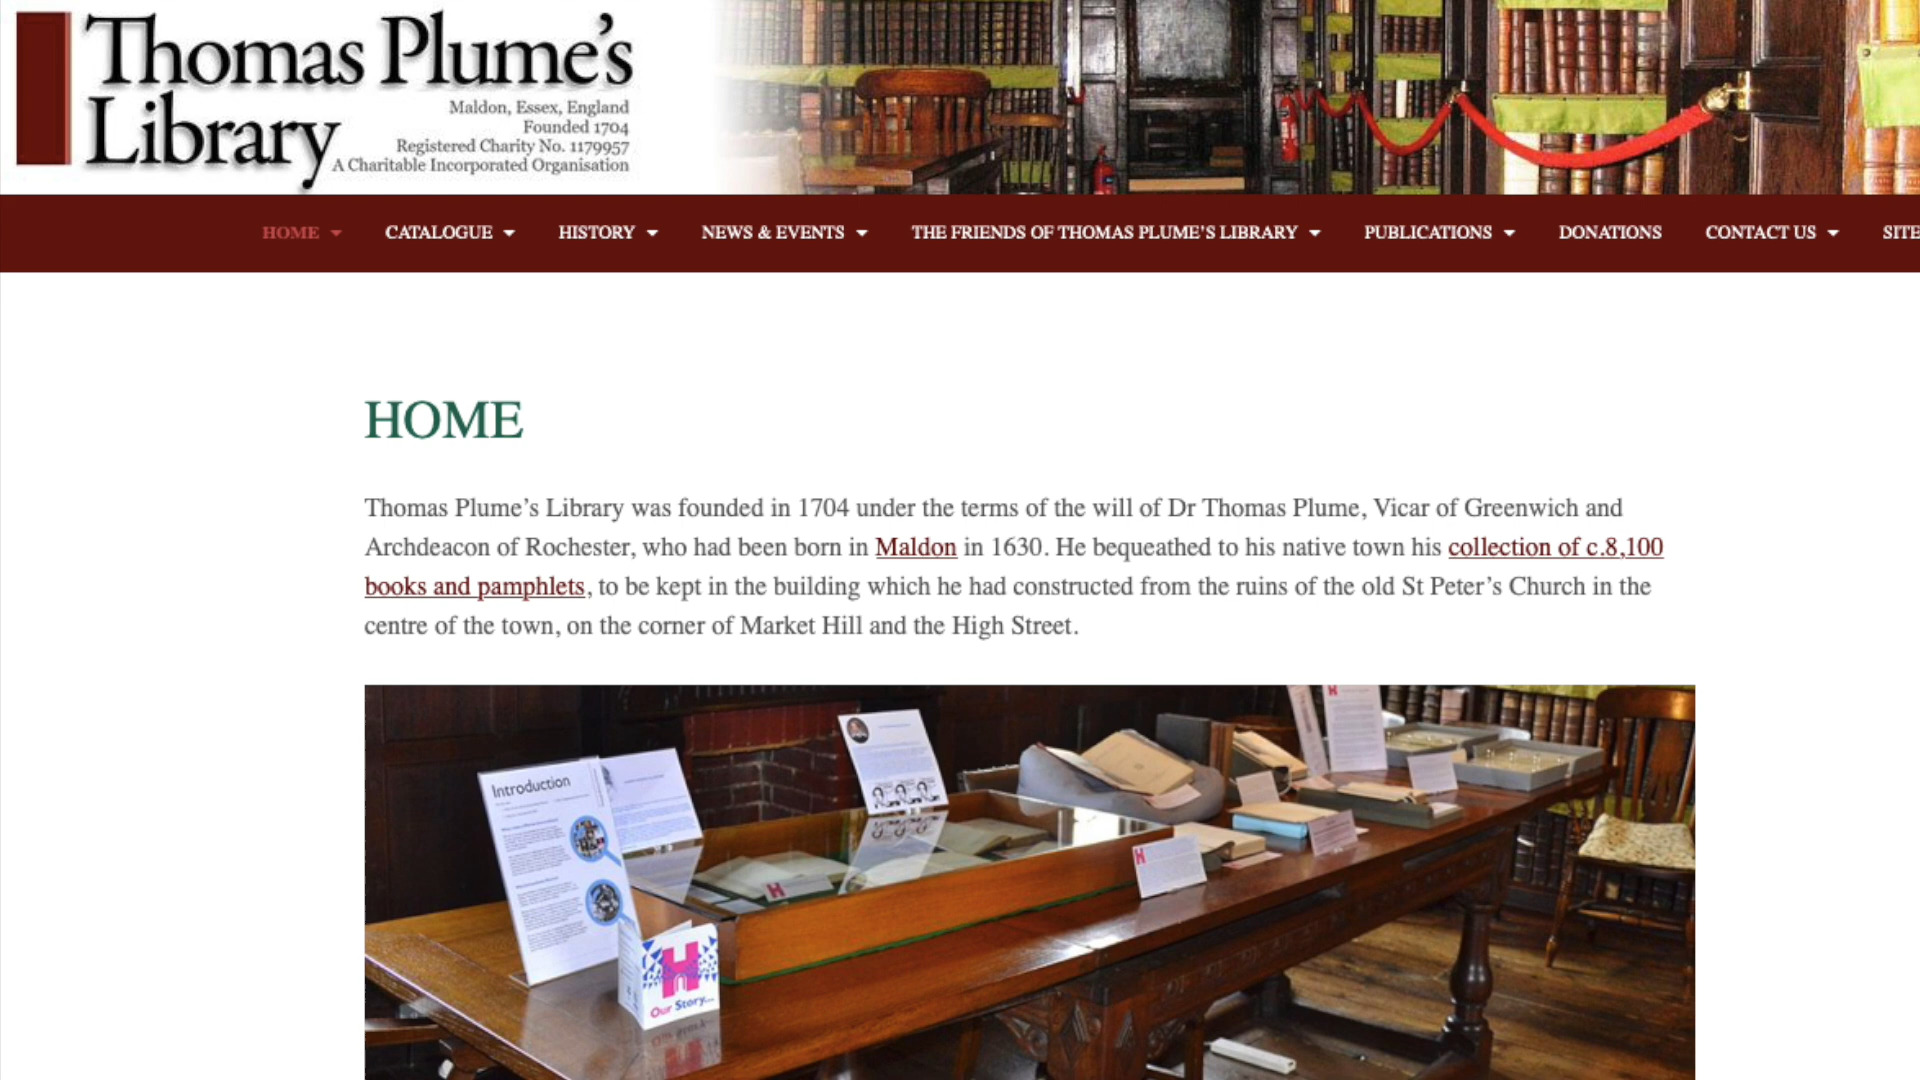 Thomas Plume's
Library
Maldon, Essex, England
Founded 1704
Registered Charity No. 1179957
A Charitable Incorporated Organisation
HOME CATALOGUE HISTORY NEWS & EVENTS THE FRIENDS OF THOMAS PLUME'S LIBRARY PUBLICATIONS DONATIONS CONTACT US SITE
HOME
Thomas Plume's Library was founded in 1704 under the terms of the will of Dr Thomas Plume, Vicar of Greenwich and
Archdeacon of Rochester, who had been born in Maldon in 1630. He bequeathed to his native town his collection of c.8,100
books and pamphlets, to be kept in the building which he had constructed from the ruins of the old St Peter's Church in the
centre of the town, on the corner of Market Hill and the High Street.
Introduction
H
Our Story...